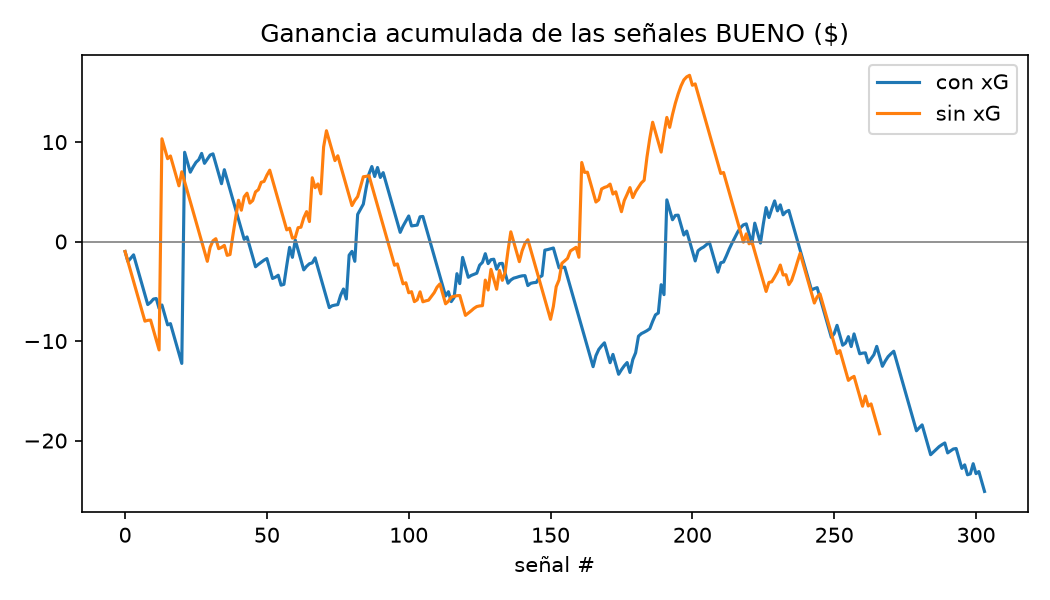 Ganancia acumulada de las señales BUENO ($)
con xG
sin xG
10
0
−10
−20
0 50 100 150 200 250 300
señal #